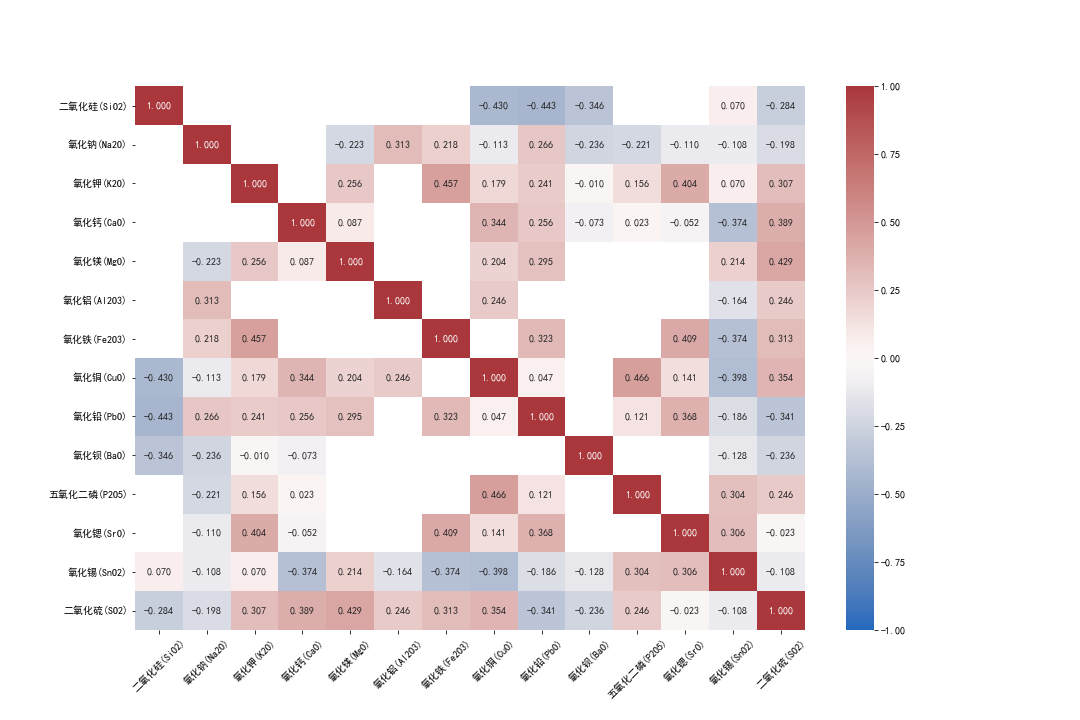 二氧化硅(SiO2) 1.000 −0.430 −0.443 −0.346 0.070 −0.284
氧化钠(Na2O) 1.000 −0.223 0.313 0.218 −0.113 0.266 −0.236 −0.221 −0.110 −0.108 −0.198
氧化钾(K2O) 1.000 0.256 0.457 0.179 0.241 −0.010 0.156 0.404 0.070 0.307
氧化钙(CaO) 1.000 0.087 0.344 0.256 −0.073 0.023 −0.052 −0.374 0.389
氧化镁(MgO) −0.223 0.256 0.087 1.000 0.204 0.295 0.214 0.429
氧化铝(Al2O3) 0.313 1.000 0.246 −0.164 0.246
氧化铁(Fe2O3) 0.218 0.457 1.000 0.323 0.409 −0.374 0.313
氧化铜(CuO) −0.430 −0.113 0.179 0.344 0.204 0.246 1.000 0.047 0.466 0.141 −0.398 0.354
氧化铅(PbO) −0.443 0.266 0.241 0.256 0.295 0.323 0.047 1.000 0.121 0.368 −0.186 −0.341
氧化钡(BaO) −0.346 −0.236 −0.010 −0.073 1.000 −0.128 −0.236
五氧化二磷(P2O5) −0.221 0.156 0.023 0.466 0.121 1.000 0.304 0.246
氧化锶(SrO) −0.110 0.404 −0.052 0.409 0.141 0.368 1.000 0.306 −0.023
氧化锡(SnO2) 0.070 −0.108 0.070 −0.374 0.214 −0.164 −0.374 −0.398 −0.186 −0.128 0.304 0.306 1.000 −0.108
二氧化硫(SO2) −0.284 −0.198 0.307 0.389 0.429 0.246 0.313 0.354 −0.341 −0.236 0.246 −0.023 −0.108 1.000
二氧化硅(SiO2)
氧化钠(Na2O)
氧化钾(K2O)
氧化钙(CaO)
氧化镁(MgO)
氧化铝(Al2O3)
氧化铁(Fe2O3)
氧化铜(CuO)
氧化铅(PbO)
氧化钡(BaO)
五氧化二磷(P2O5)
氧化锶(SrO)
氧化锡(SnO2)
二氧化硫(SO2)
1.00
0.75
0.50
0.25
0.00
−0.25
−0.50
−0.75
−1.00